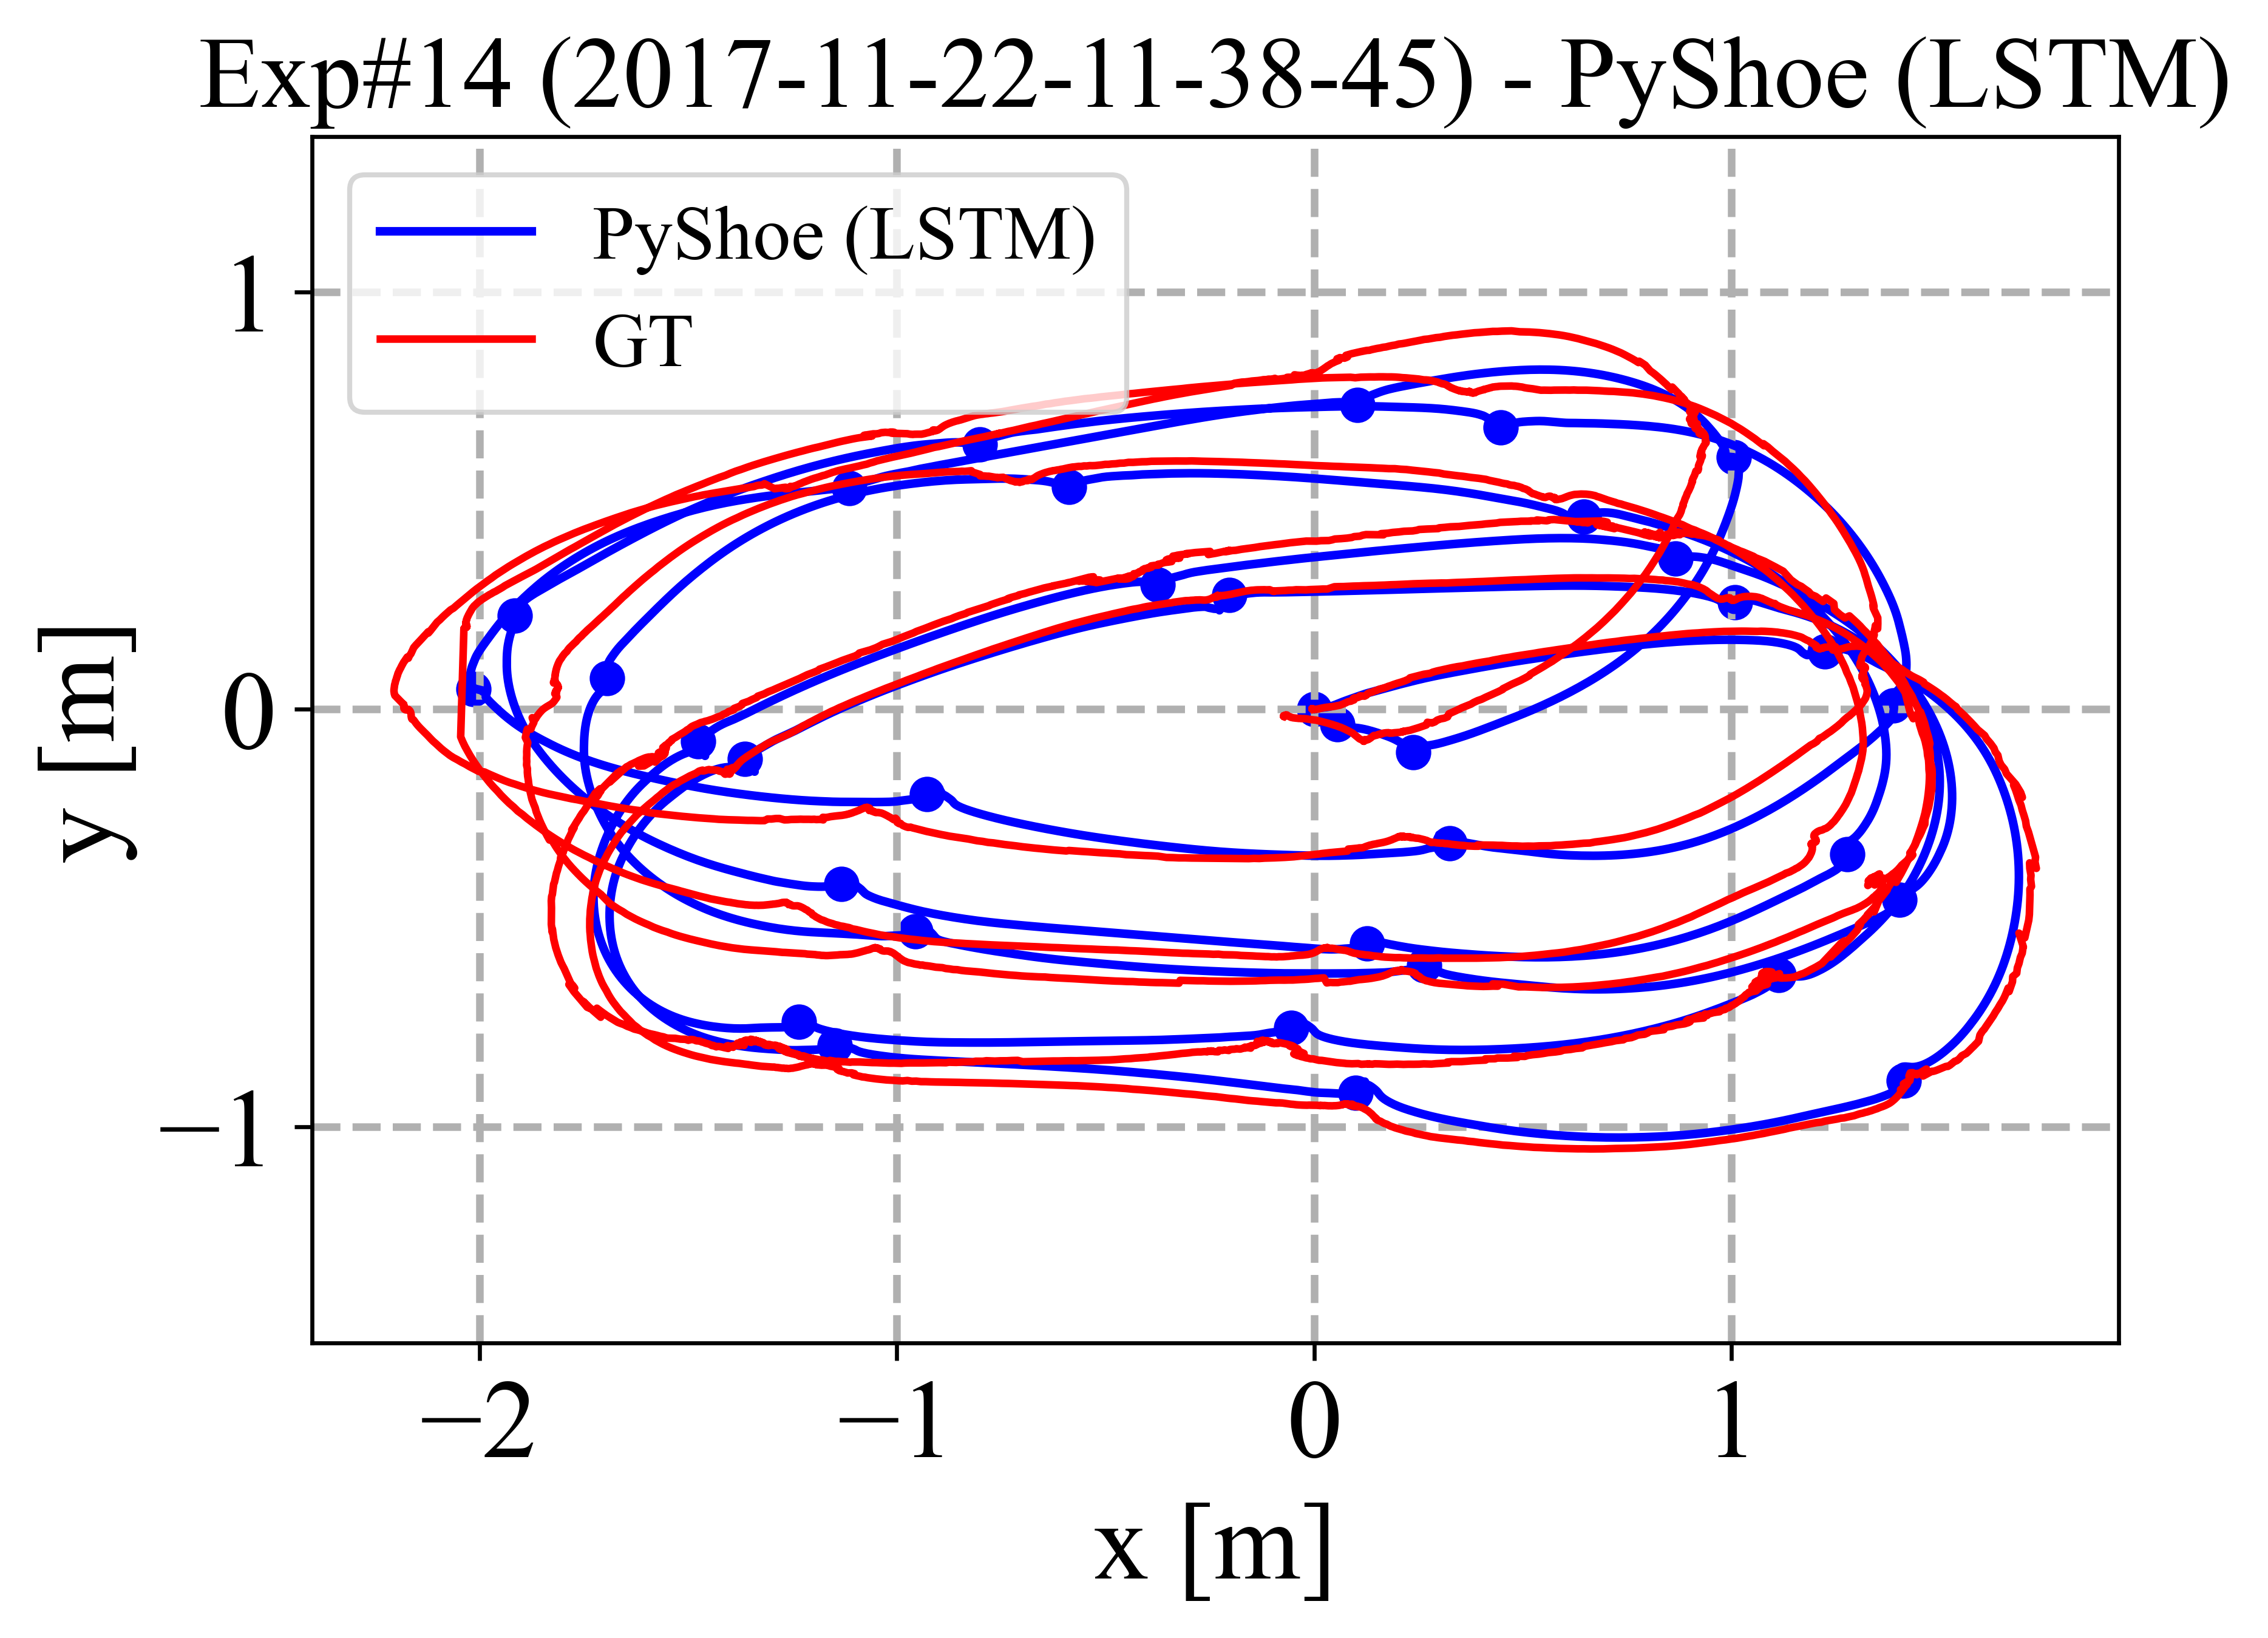 Exp#14 (2017-11-22-11-38-45) - PyShoe (LSTM)
PyShoe (LSTM)
GT
1
0
−1
y [m]
−2 −1 0 1
x [m]